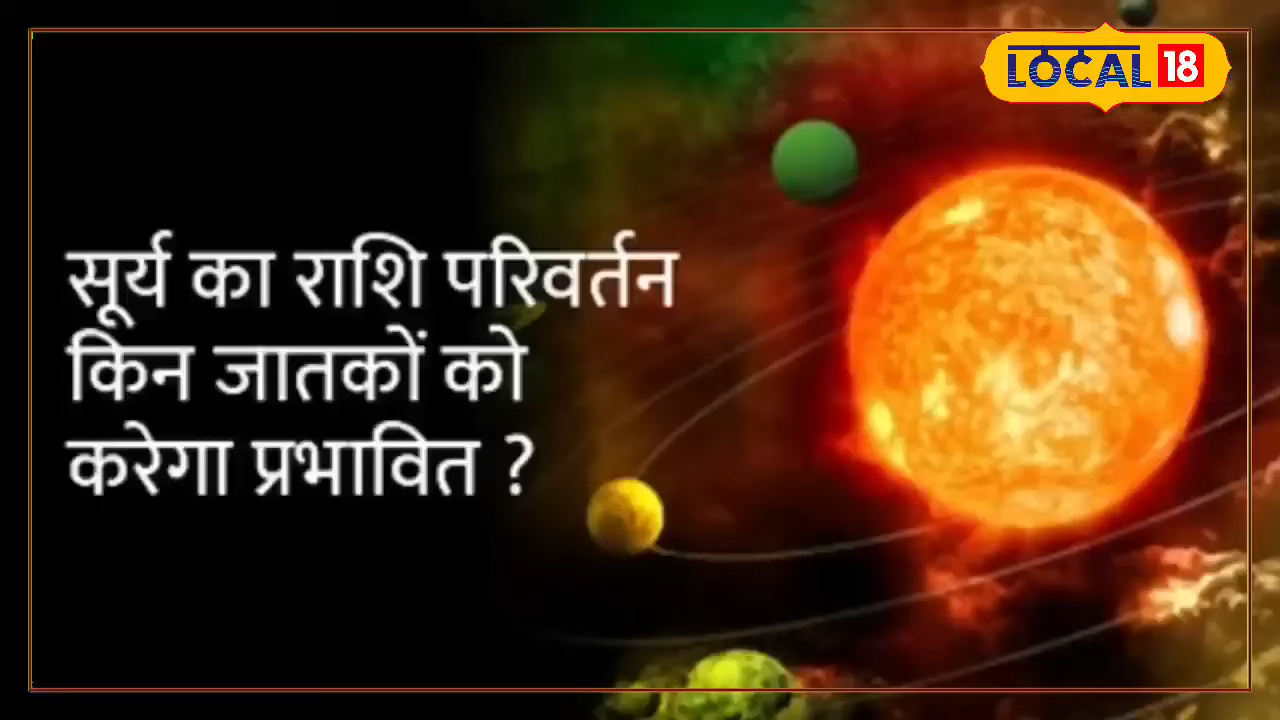 LOCAL 18
सूर्य का राशि परिवर्तन
किन जातकों को
करेगा प्रभावित ?